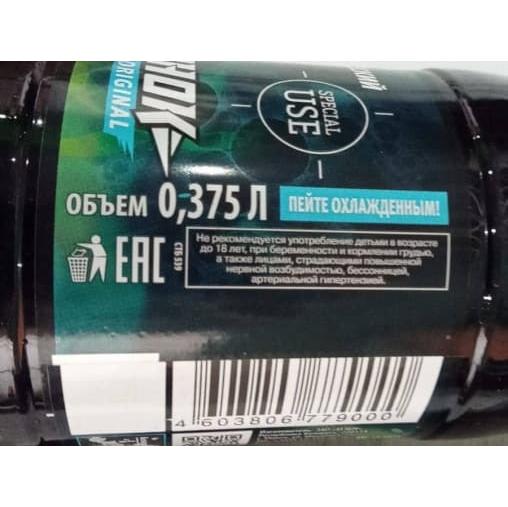 ORIGINAL
SPECIAL
USE
ОБЪЕМ 0,375 Л
ПЕЙТЕ ОХЛАЖДЕННЫМ!
EAC
СТБ 539
Не рекомендуется употребление детьми в возрасте
до 18 лет, при беременности и кормлении грудью,
а также лицами, страдающими повышенной
нервной возбудимостью, бессонницей,
артериальной гипертензией.
4 603806 779000